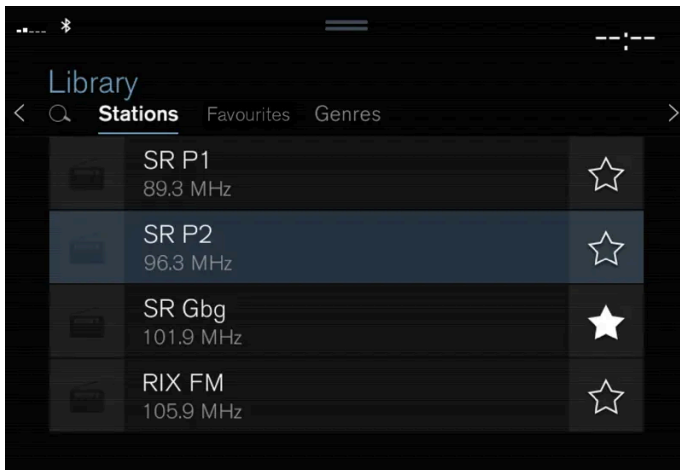 --:--
Library
Stations Favourites Genres
SR P1
89.3 MHz
SR P2
96.3 MHz
SR Gbg
101.9 MHz
RIX FM
105.9 MHz